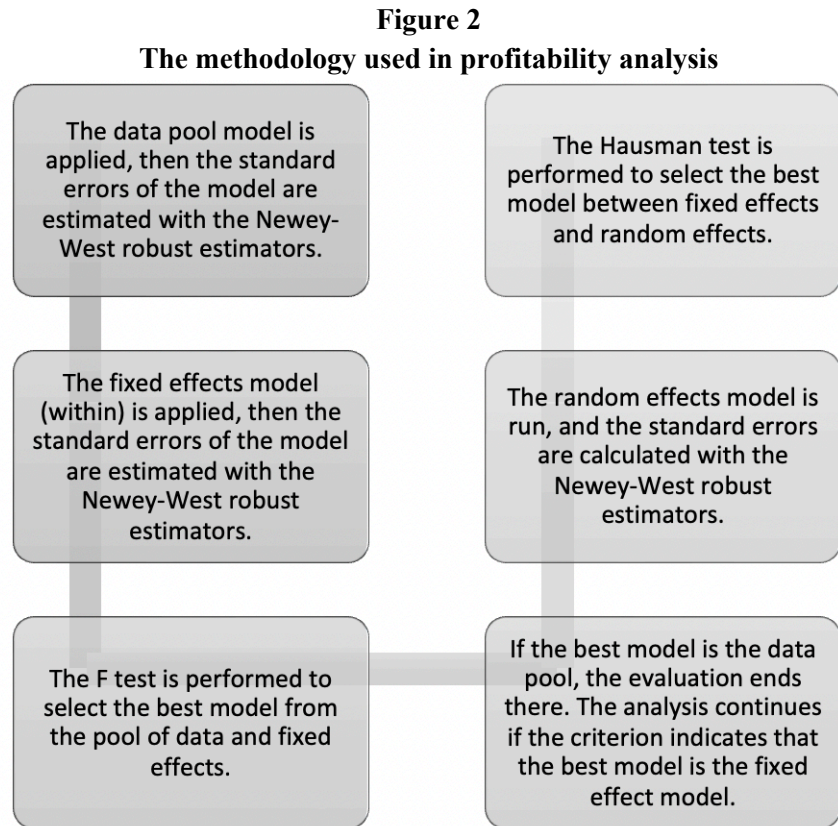 Figure 2
The methodology used in profitability analysis
The data pool model is
applied, then the standard
errors of the model are
estimated with the Newey-
West robust estimators.
The fixed effects model
(within) is applied, then the
standard errors of the model
are estimated with the
Newey-West robust
estimators.
The F test is performed to
select the best model from
the pool of data and fixed
effects.
If the best model is the data
pool, the evaluation ends
there. The analysis continues
if the criterion indicates that
the best model is the fixed
effect model.
The random effects model is
run, and the standard errors
are calculated with the
Newey-West robust
estimators.
The Hausman test is
performed to select the best
model between fixed effects
and random effects.